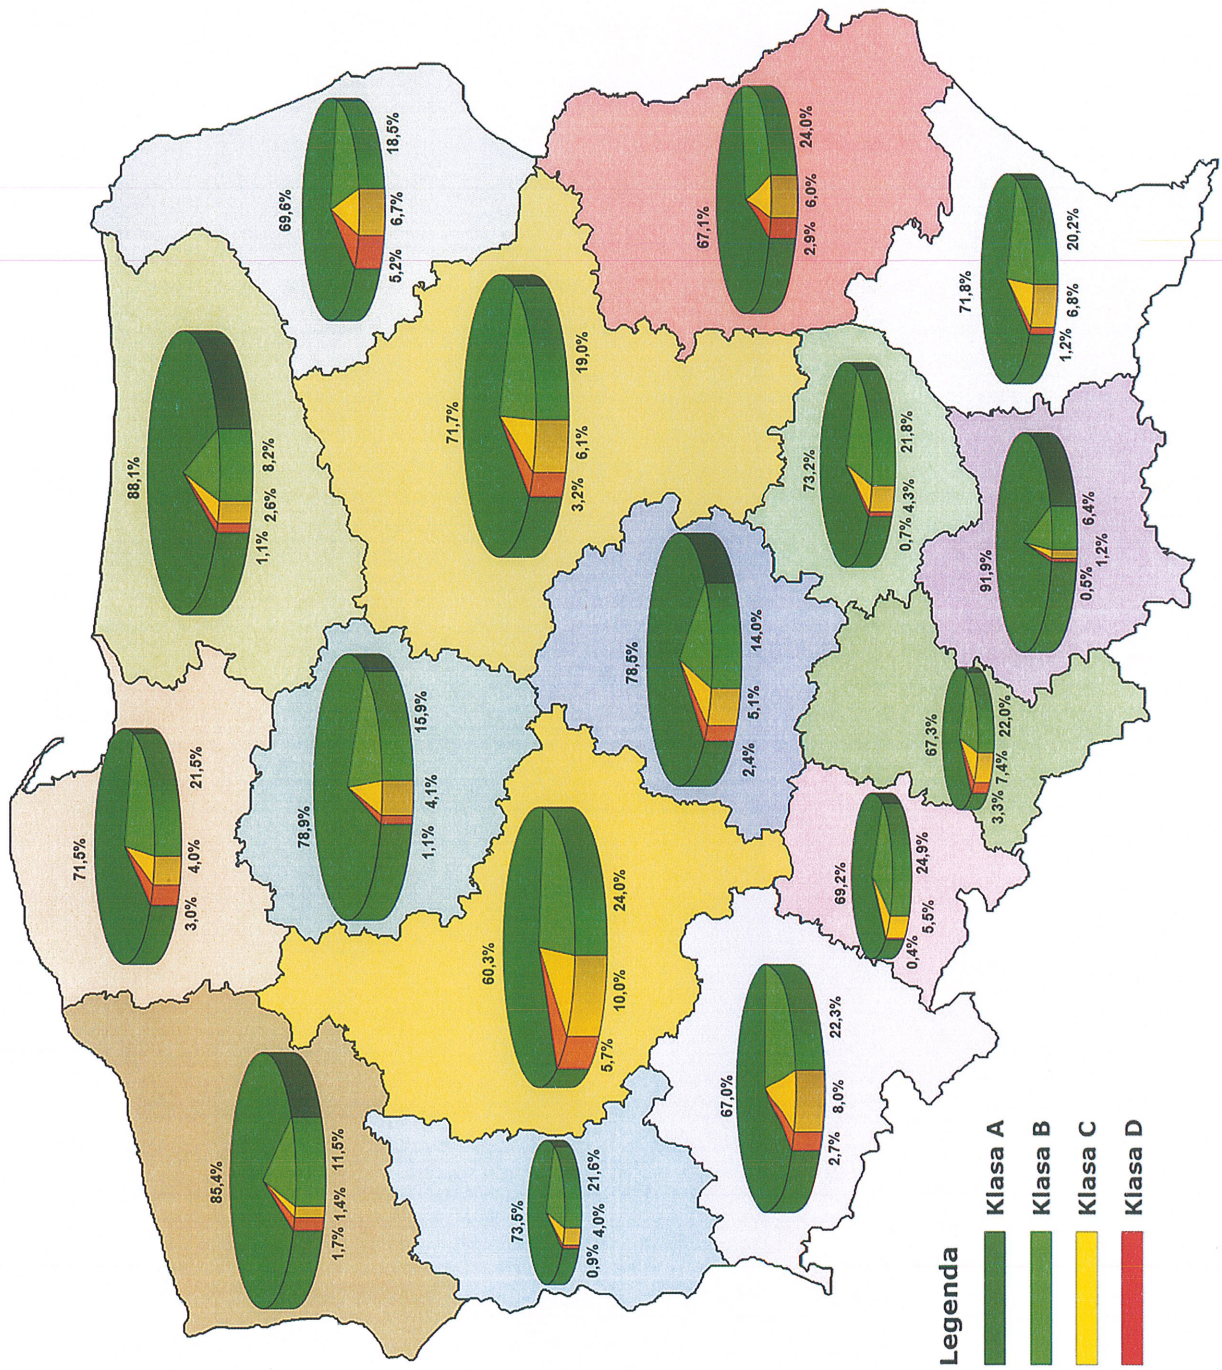 85,4%
1,7% 1,4% 11,5%
71,5%
3,0% 4,0% 21,5%
88,1%
1,1% 2,6% 8,2%
69,6%
5,2% 6,7% 18,5%
78,9%
1,1% 4,1% 15,9%
71,7%
3,2% 6,1% 19,0%
73,5%
0,9% 4,0% 21,6%
60,3%
5,7% 10,0% 24,0%
78,5%
2,4% 5,1% 14,0%
67,1%
2,9% 6,0% 24,0%
67,0%
2,7% 8,0% 22,3%
69,2%
0,4% 5,5% 24,9%
67,3%
3,3% 7,4% 22,0%
73,2%
0,7% 4,3% 21,8%
91,9%
0,5% 1,2% 6,4%
71,8%
1,2% 6,8% 20,2%
Legenda
Klasa A
Klasa B
Klasa C
Klasa D